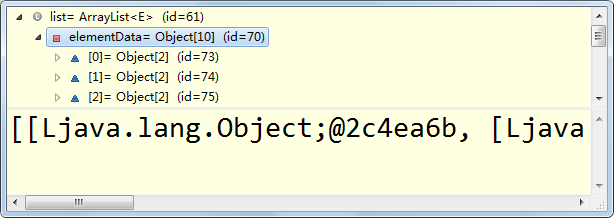 list= ArrayList<E> (id=61)
elementData= Object[10] (id=70)
[0]= Object[2] (id=73)
[1]= Object[2] (id=74)
[2]= Object[2] (id=75)
[[Ljava.lang.Object;@2c4ea6b, [Ljava